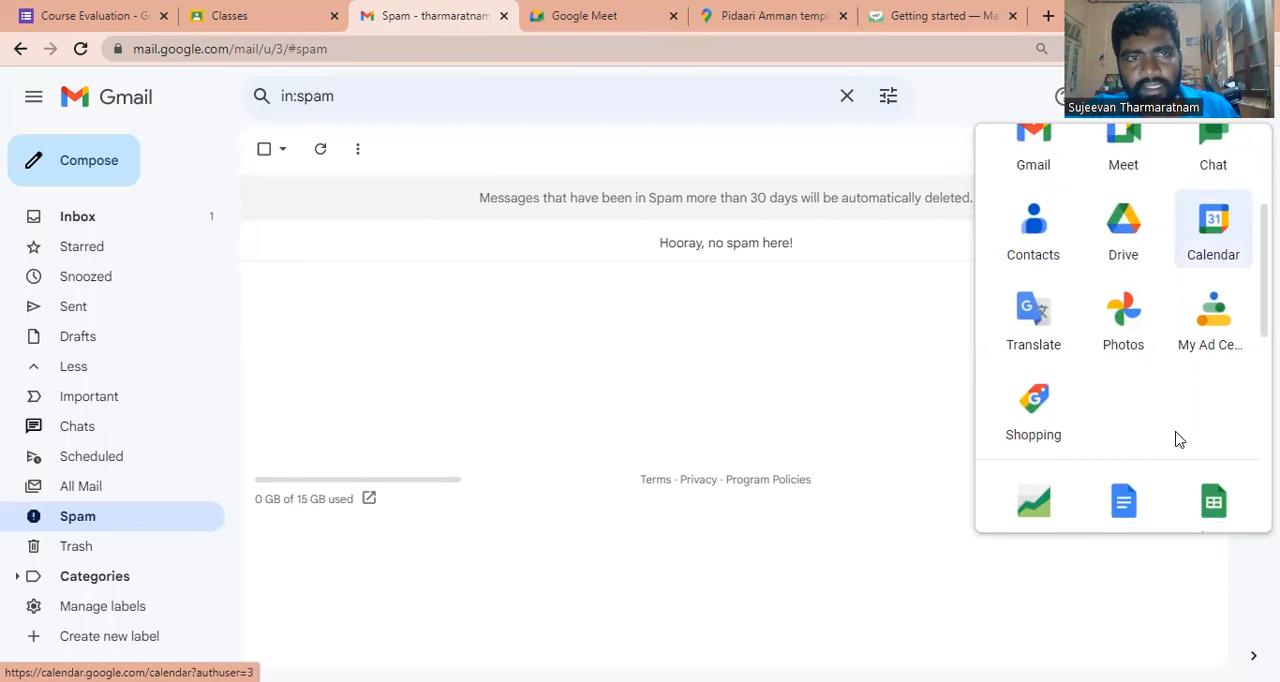 Course Evaluation - G
Classes
Spam - tharmaratnam
Google Meet
Pidaari Amman templ
Getting started — Ma
mail.google.com/mail/u/3/#spam
Sujeevan Tharmaratnam
Gmail
in:spam
Compose
Messages that have been in Spam more than 30 days will be automatically deleted.
Hooray, no spam here!
Inbox 1
Starred
Snoozed
Sent
Drafts
Less
Important
Chats
Scheduled
All Mail
Spam
Trash
Categories
Manage labels
Create new label
0 GB of 15 GB used
Terms · Privacy · Program Policies
Gmail Meet Chat
Contacts Drive Calendar
31
Translate Photos My Ad Ce...
Shopping
https://calendar.google.com/calendar?authuser=3